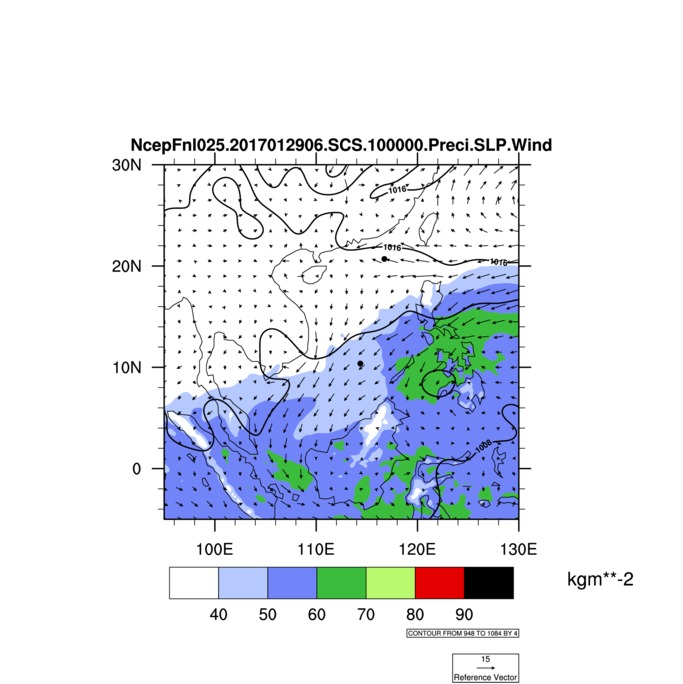 NcepFnl025.2017012906.SCS.100000.Preci.SLP.Wind
30N
1016
1016
1016
20N
10N
1008
0
100E 110E 120E 130E
kgm**-2
40 50 60 70 80 90
CONTOUR FROM 948 TO 1084 BY 4
15
Reference Vector